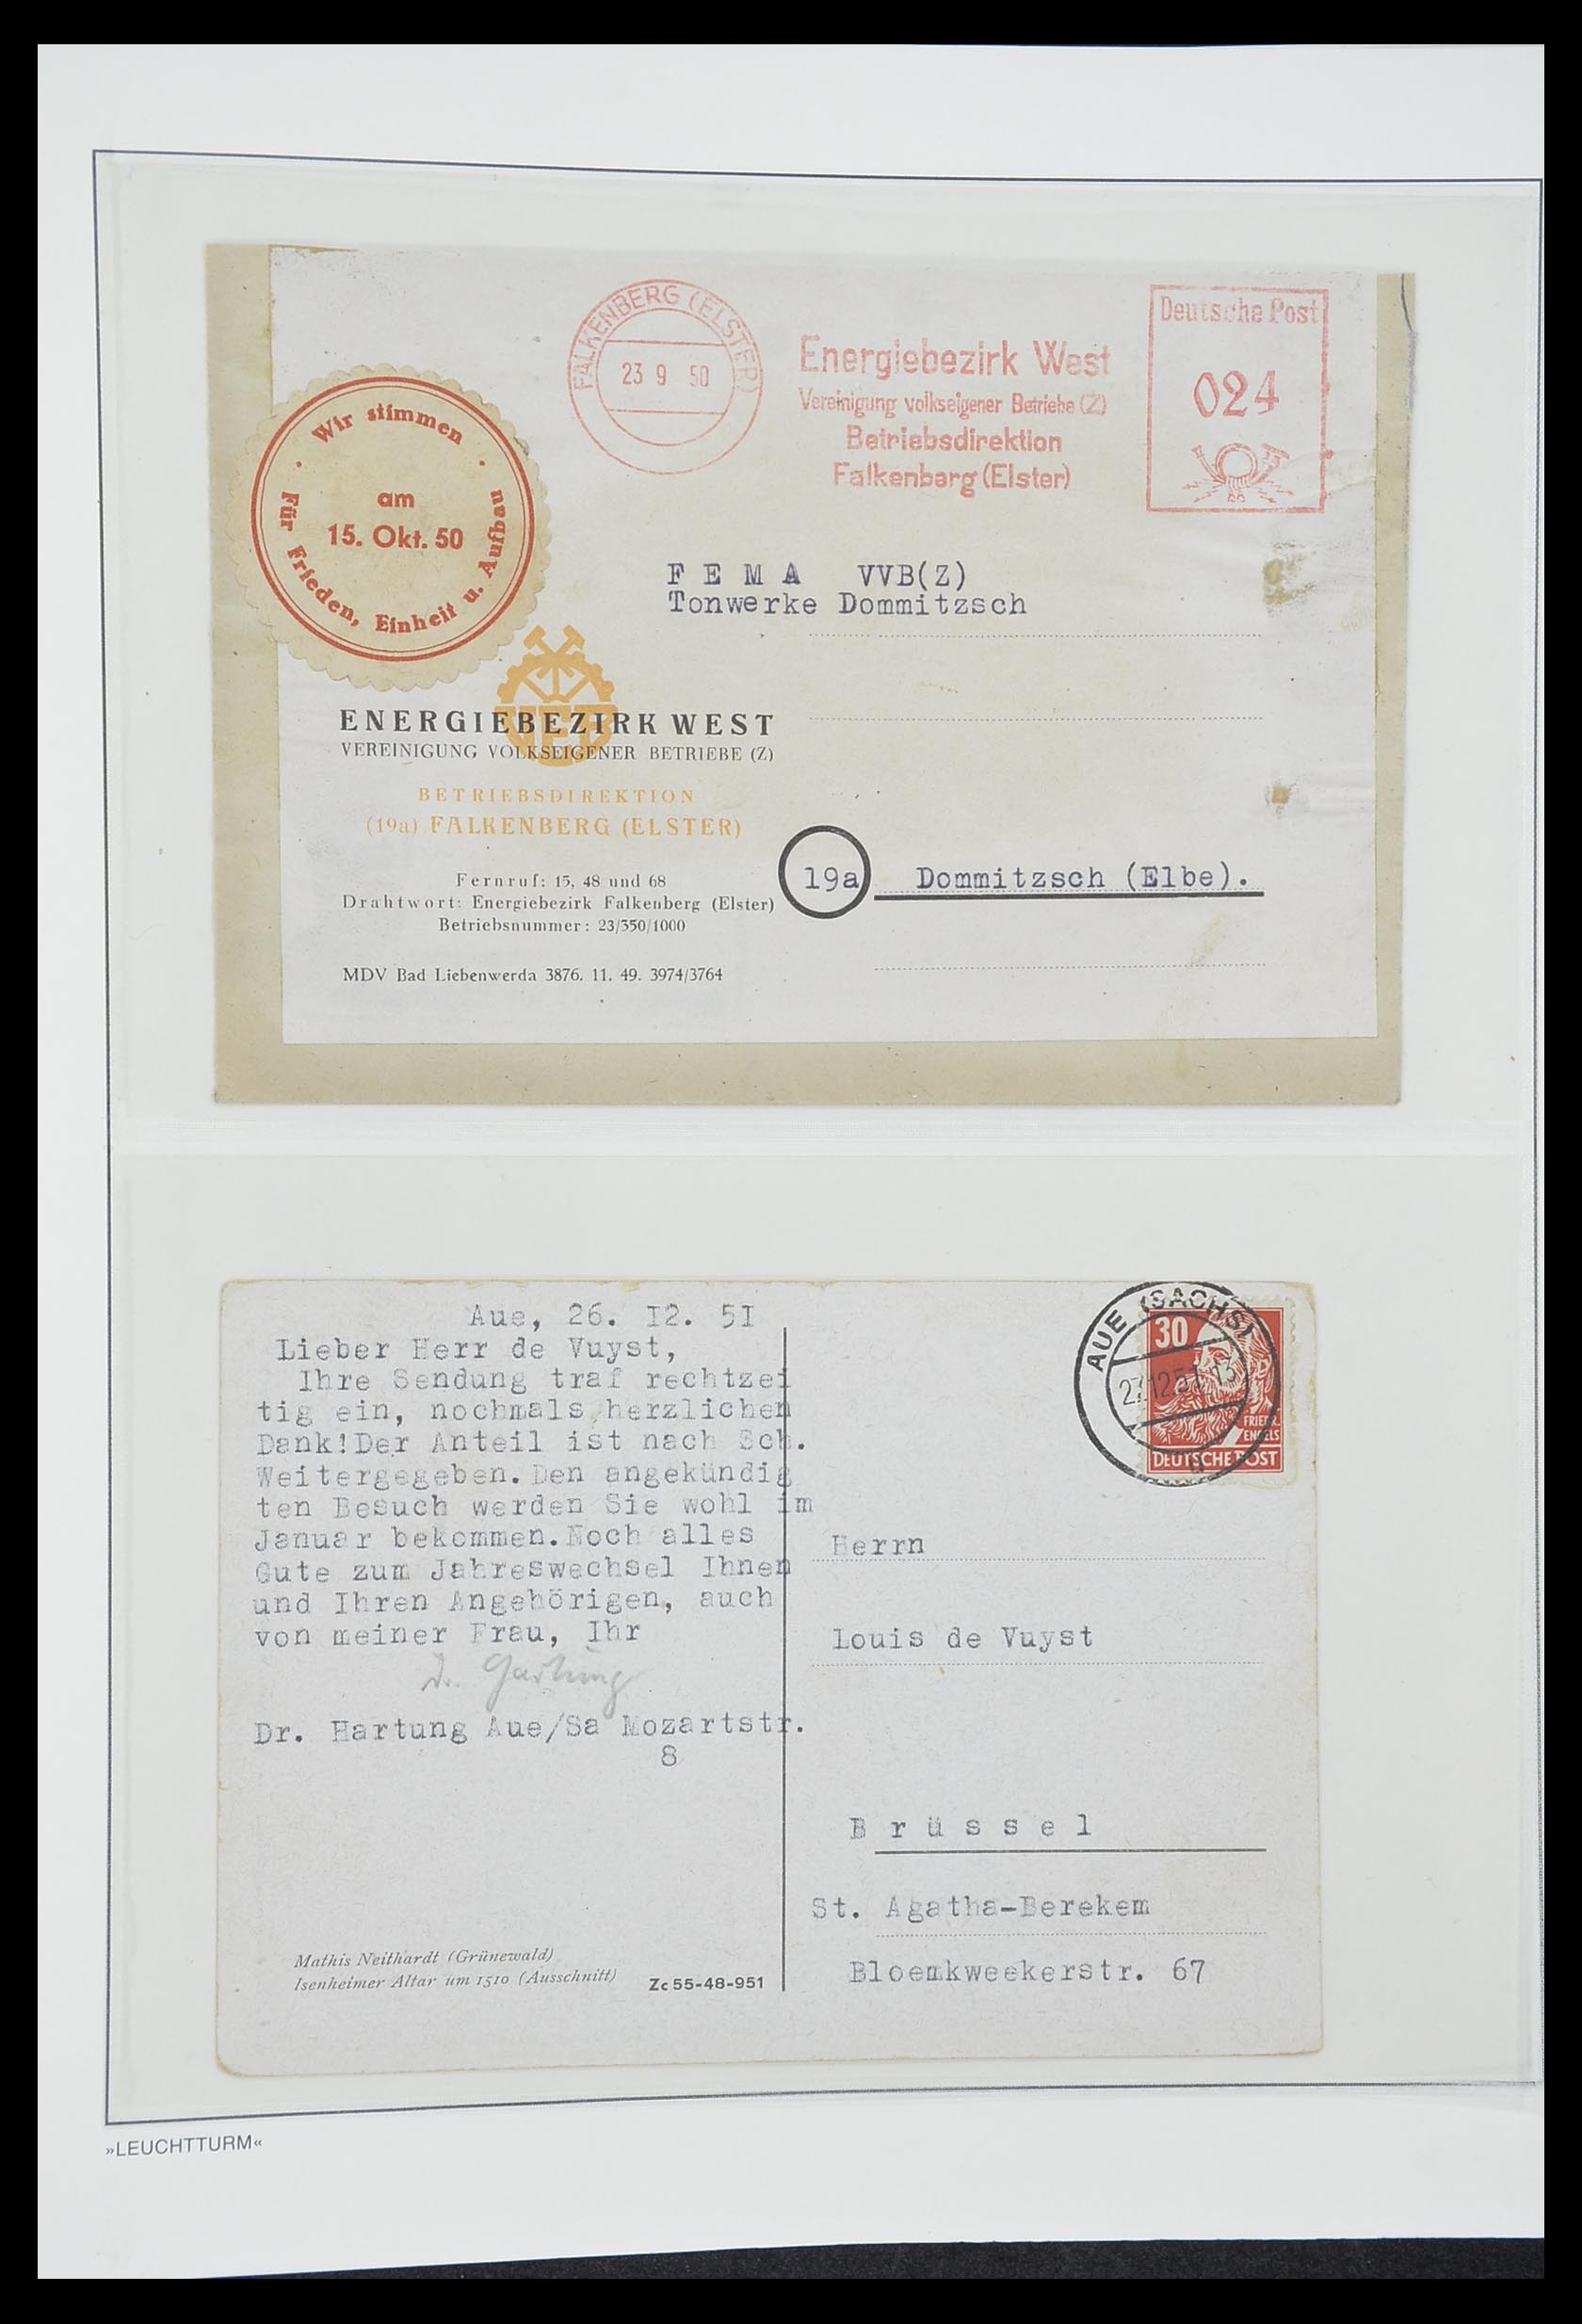 FALKENBERG (ELSTER)
23 9 50
Energiebezirk West
Vereinigung volkseigener Betriebe (Z)
Betriebsdirektion
Falkenberg (Elster)
Deutsche Post
024
Wir stimmen
am
15. Okt. 50
Für Frieden, Einheit u. Aufbau
F E M A VVB(Z)
Tonwerke Dommitzsch
VEB
ENERGIEBEZIRK WEST
VEREINIGUNG VOLKSEIGENER BETRIEBE (Z)
BETRIEBSDIREKTION
(19a) FALKENBERG (ELSTER)
Fernruf: 15, 48 und 68
Drahtwort: Energiebezirk Falkenberg (Elster)
Betriebsnummer: 23/350/1000
MDV Bad Liebenwerda 3876. 11. 49. 3974/3764
19a Dommitzsch (Elbe).
Aue, 26. I2. 5I
Lieber Herr de Vuyst,
Ihre Sendung traf rechtzei
tig ein, nochmals herzlichen
Dank!Der Anteil ist nach Sch.
Weitergegeben.Den angekündig
ten Besuch werden Sie wohl im
Januar bekommen.Noch alles
Gute zum Jahreswechsel Ihnen
und Ihren Angehörigen, auch
von meiner Frau, Ihr
Dr. Hartung
Dr. Hartung Aue/Sa Mozartstr.
8
Mathis Neithardt (Grünewald)
Isenheimer Altar um 1510 (Ausschnitt)
Zc 55-48-951
AUE (SACHS)
27.12.51 13
30
FRIEDR.
ENGELS
DEUTSCHE POST
Herrn
Louis de Vuyst
B r ü s s e l
St. Agatha-Berekem
Bloemkweekerstr. 67
»LEUCHTTURM«